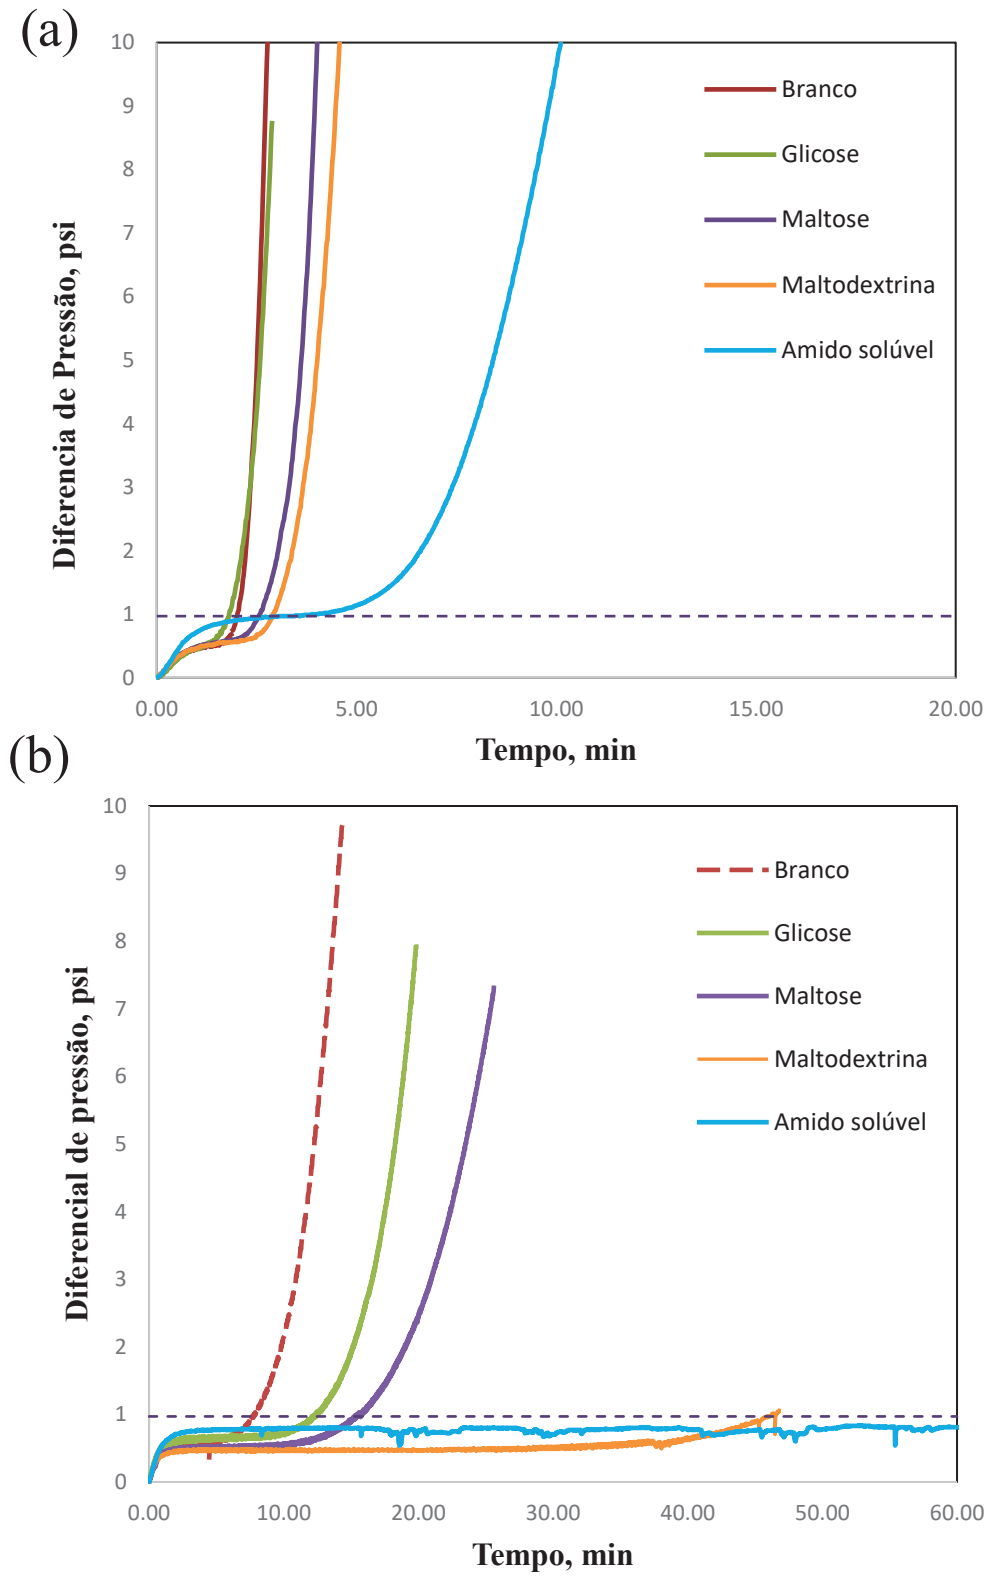 (a)
10
9
8
7
6
5
4
3
2
1
0
Diferencia de Pressão, psi
Branco
Glicose
Maltose
Maltodextrina
Amido solúvel
0.00 5.00 10.00 15.00 20.00
Tempo, min
(b)
10
9
8
7
6
5
4
3
2
1
0
Diferencial de pressão, psi
Branco
Glicose
Maltose
Maltodextrina
Amido solúvel
0.00 10.00 20.00 30.00 40.00 50.00 60.00
Tempo, min